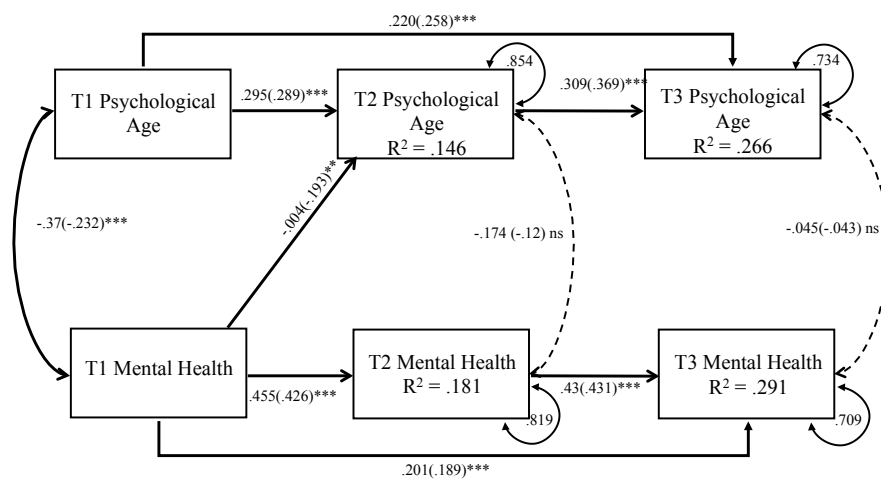 .220(.258)***
.854
.734
T1 Psychological
Age
.295(.289)***
T2 Psychological
Age
R² = .146
.309(.369)***
T3 Psychological
Age
R² = .266
-.37(-.232)***
-.004(-.193)**
-.174 (-.12) ns
-.045(-.043) ns
T1 Mental Health
.455(.426)***
T2 Mental Health
R² = .181
.43(.431)***
T3 Mental Health
R² = .291
.819
.709
.201(.189)***